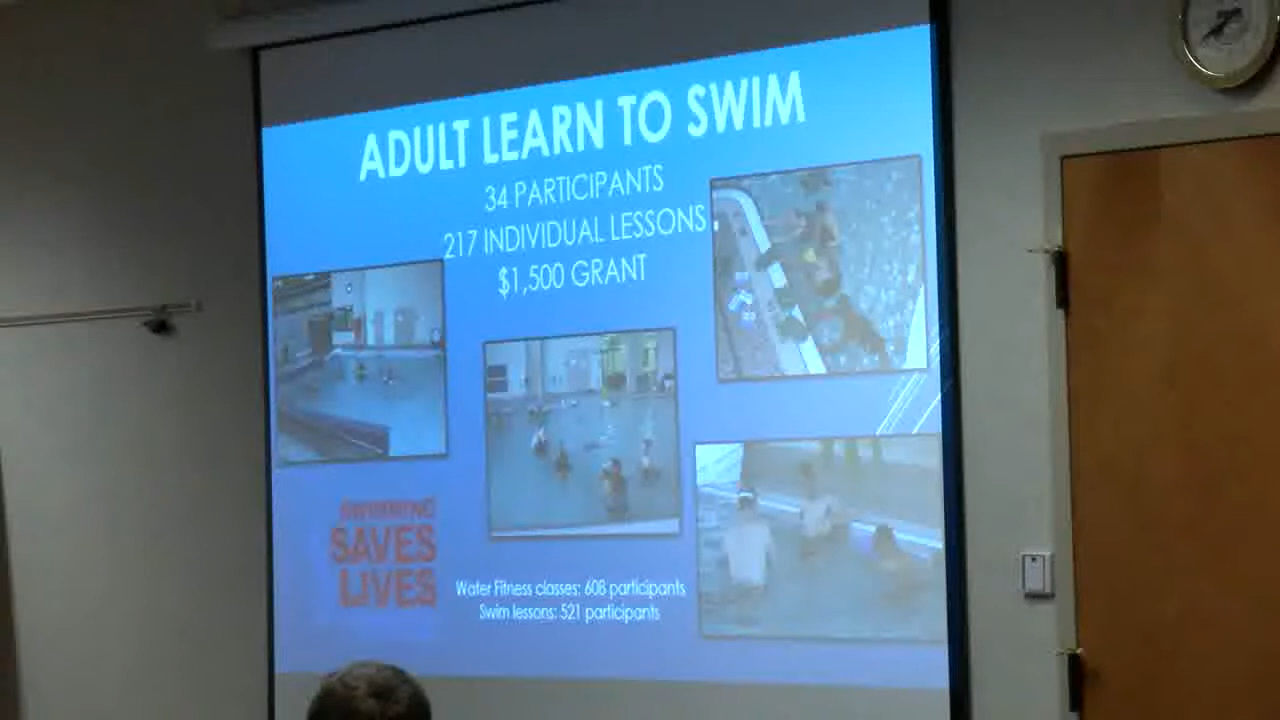 ADULT LEARN TO SWIM
34 PARTICIPANTS
217 INDIVIDUAL LESSONS
$1,500 GRANT
SWIMMING
SAVES
LIVES
Water Fitness classes: 608 participants
Swim lessons: 521 participants